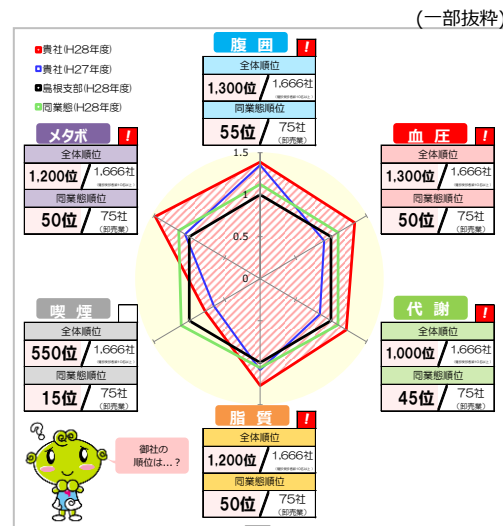 (一部抜粋)
■貴社(H28年度)
■貴社(H27年度)
■島根支部(H28年度)
■同業態(H28年度)
腹 囲
!
全体順位
1,300位
1,666社
同業態順位
55位
75社
(卸売業)
メタボ
!
全体順位
1,200位
1,666社
同業態順位
50位
75社
(卸売業)
血 圧
!
全体順位
1,300位
1,666社
同業態順位
50位
75社
(卸売業)
1.5
1
0.5
0
喫 煙
全体順位
550位
1,666社
同業態順位
15位
75社
(卸売業)
代 謝
!
全体順位
1,000位
1,666社
同業態順位
45位
75社
(卸売業)
脂 質
!
全体順位
1,200位
1,666社
同業態順位
50位
75社
(卸売業)
?
御社の
順位は…?